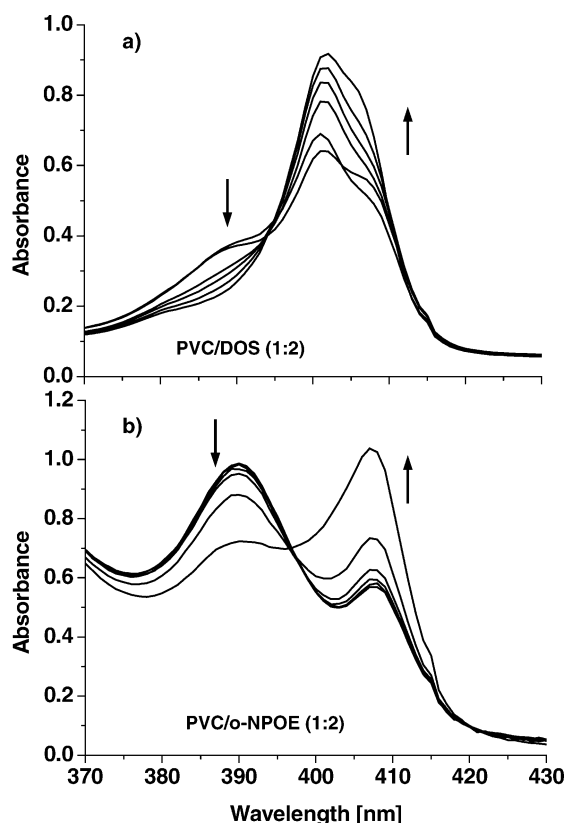 a)
1.0
0.8
0.6
0.4
0.2
0.0
Absorbance
PVC/DOS (1:2)
b)
1.2
1.0
0.8
0.6
0.4
0.2
0.0
Absorbance
PVC/o-NPOE (1:2)
370 380 390 400 410 420 430
Wavelength [nm]